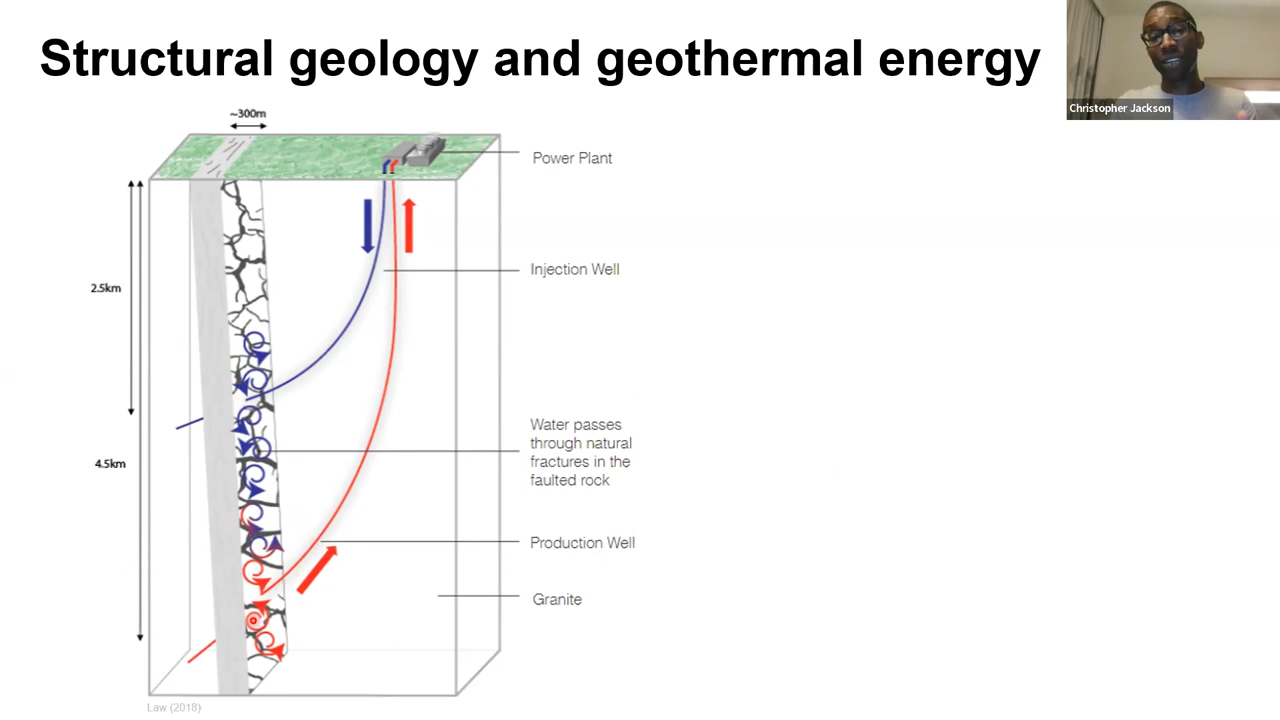 Structural geology and geothermal energy
Christopher Jackson
~300m
Power Plant
Injection Well
2.5km
Water passes
through natural
fractures in the
faulted rock
4.5km
Production Well
Granite
Law (2018)